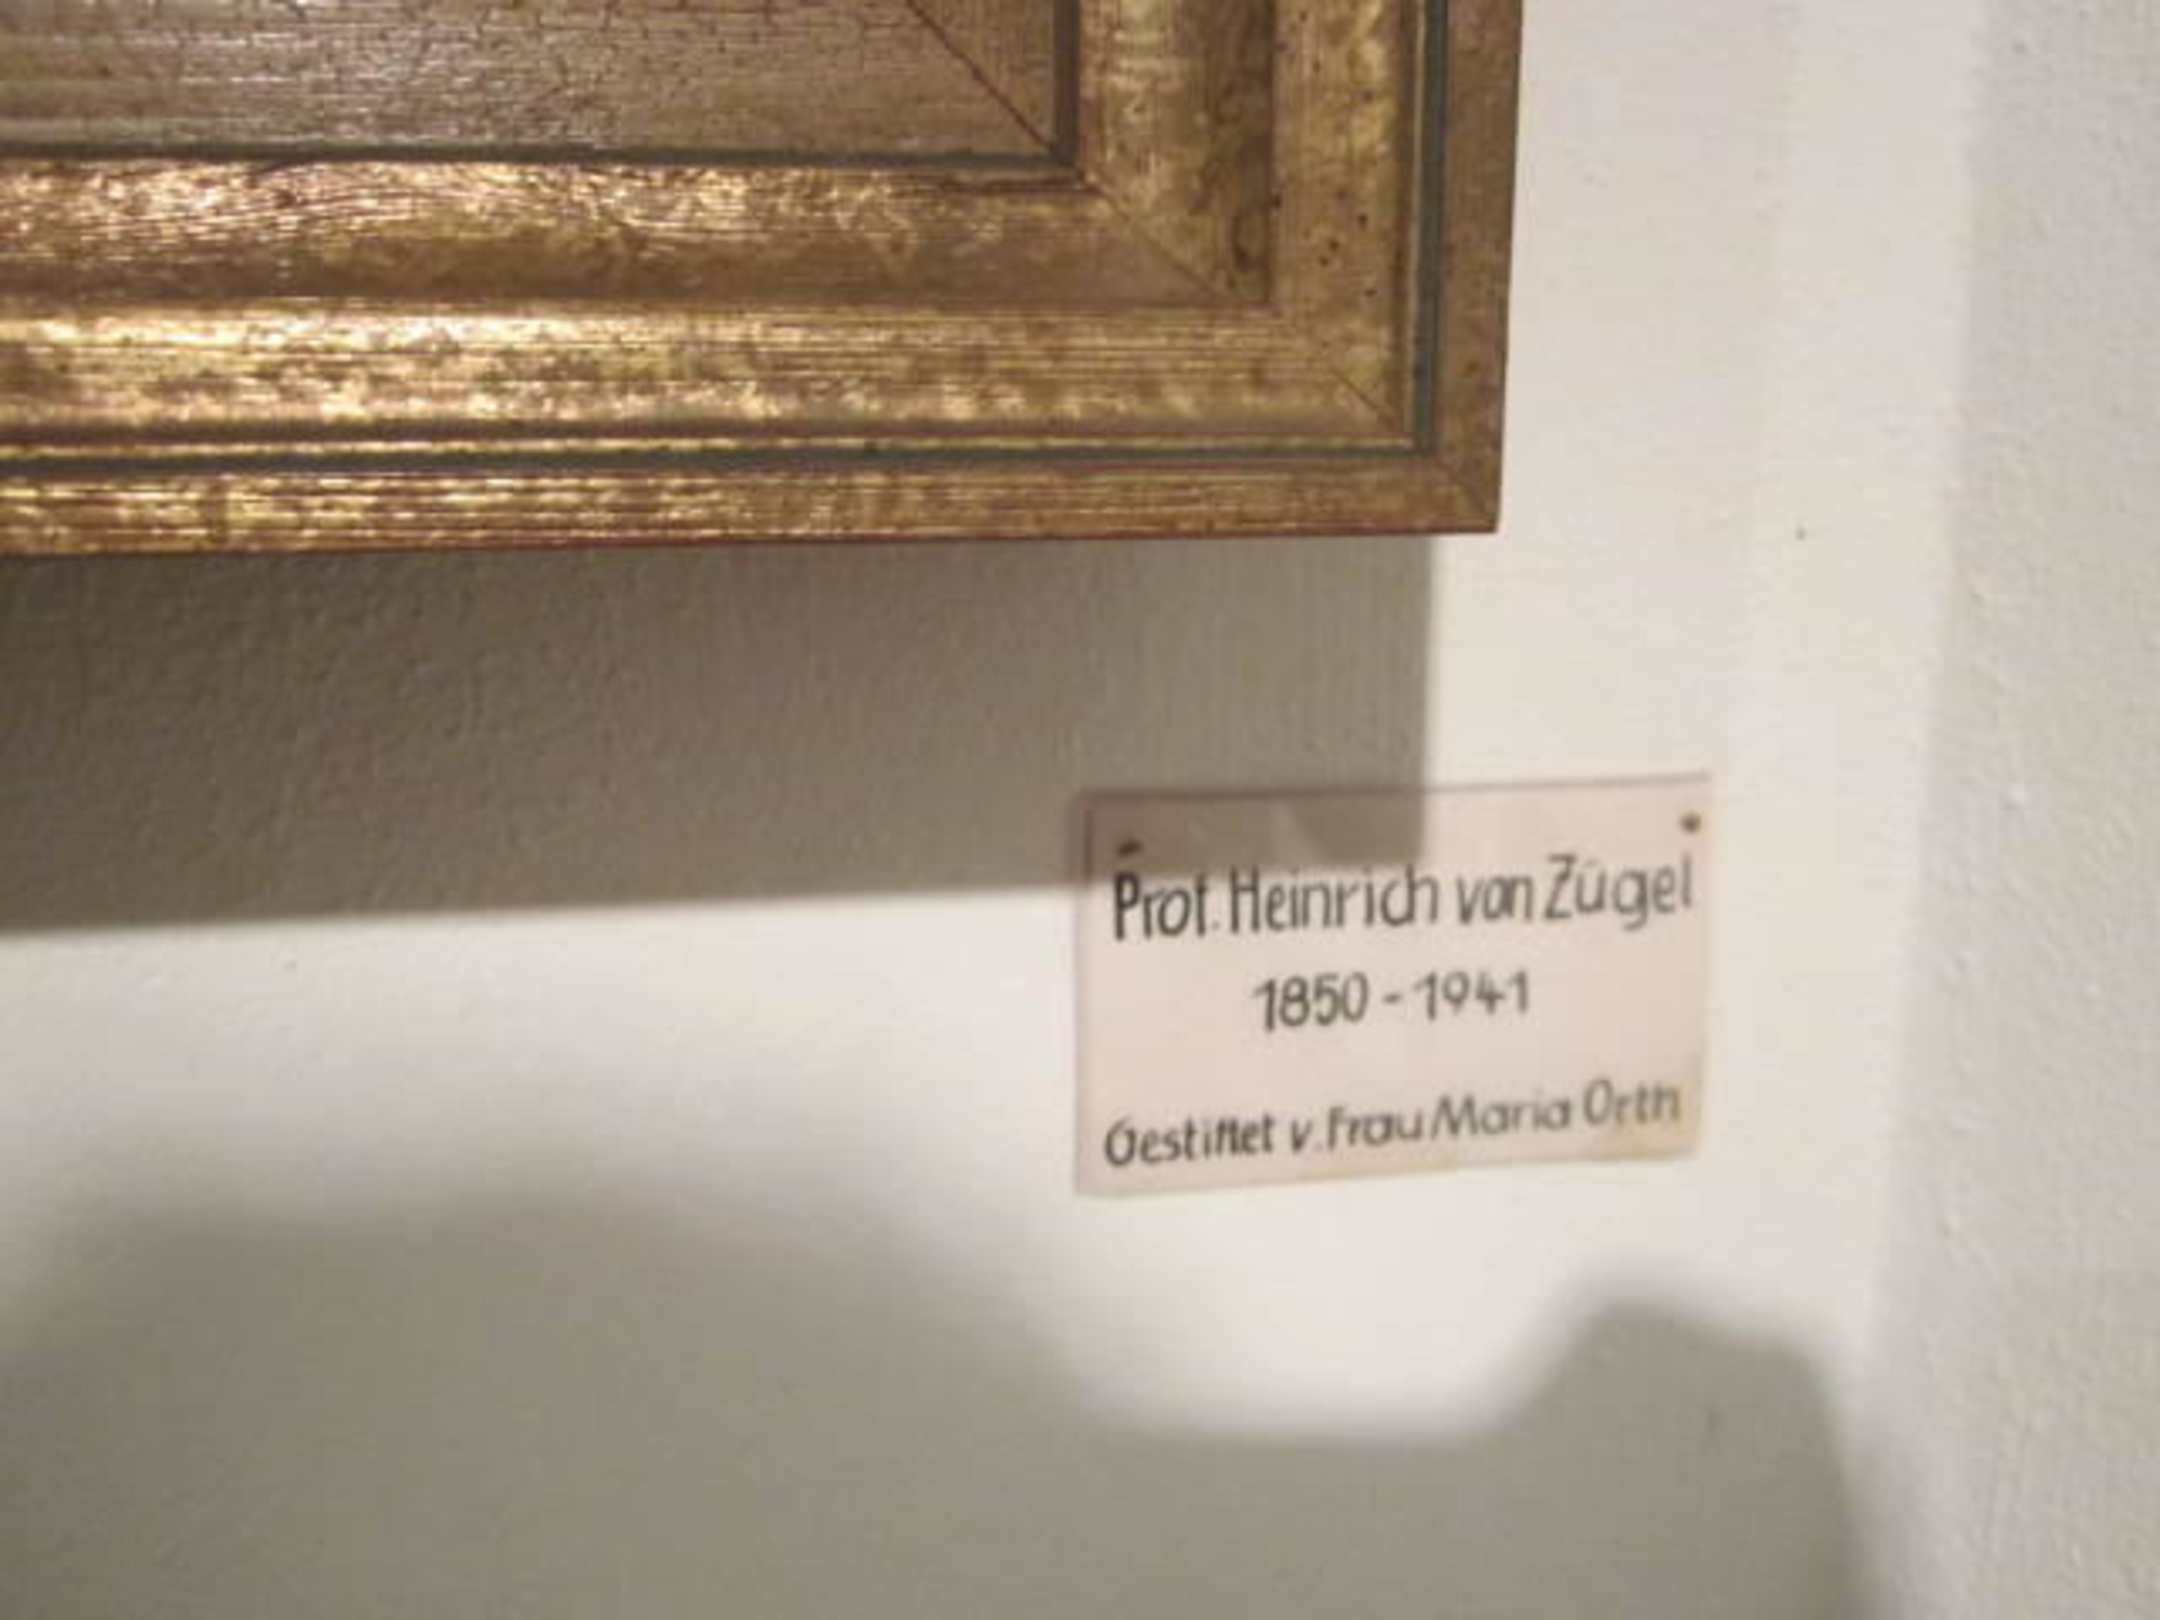 Prof. Heinrich von Zügel
1850 - 1941
Gestiftet v. Frau Maria Orth